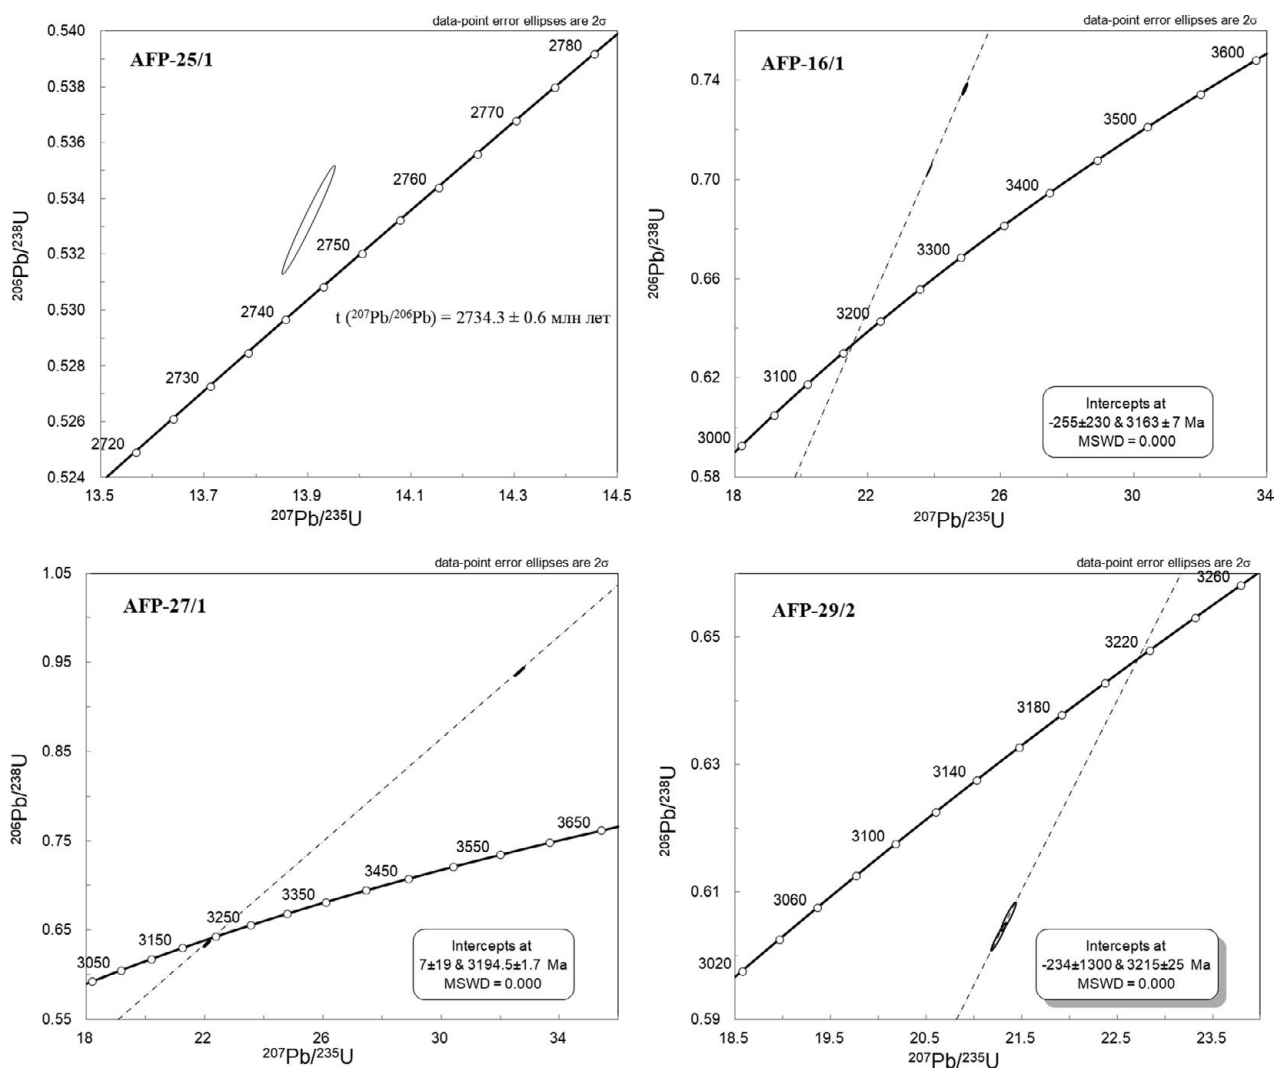 data-point error ellipses are 2σ
0.540
AFP-25/1
2780
0.538
2770
0.536
2760
0.534
²⁰⁶Pb/²³⁸U
2750
0.532
2740
0.530
t (²⁰⁷Pb/²⁰⁶Pb) = 2734.3 ± 0.6 млн лет
0.528
2730
0.526
2720
0.524
13.5 13.7 13.9 14.1 14.3 14.5
²⁰⁷Pb/²³⁵U
data-point error ellipses are 2σ
AFP-16/1
3600
0.74
3500
0.70
3400
²⁰⁶Pb/²³⁸U
3300
0.66
3200
3100
0.62
3000
Intercepts at
-255±230 & 3163 ± 7 Ma
MSWD = 0.000
0.58
18 22 26 30 34
²⁰⁷Pb/²³⁵U
data-point error ellipses are 2σ
1.05
AFP-27/1
0.95
0.85
²⁰⁶Pb/²³⁸U
0.75
3650
3550
3450
3350
3250
0.65
3150
3050
Intercepts at
7±19 & 3194.5±1.7 Ma
MSWD = 0.000
0.55
18 22 26 30 34
²⁰⁷Pb/²³⁵U
data-point error ellipses are 2σ
3260
AFP-29/2
0.65
3220
3180
0.63
3140
²⁰⁶Pb/²³⁸U
3100
0.61
3060
3020
Intercepts at
-234±1300 & 3215±25 Ma
MSWD = 0.000
0.59
18.5 19.5 20.5 21.5 22.5 23.5
²⁰⁷Pb/²³⁵U